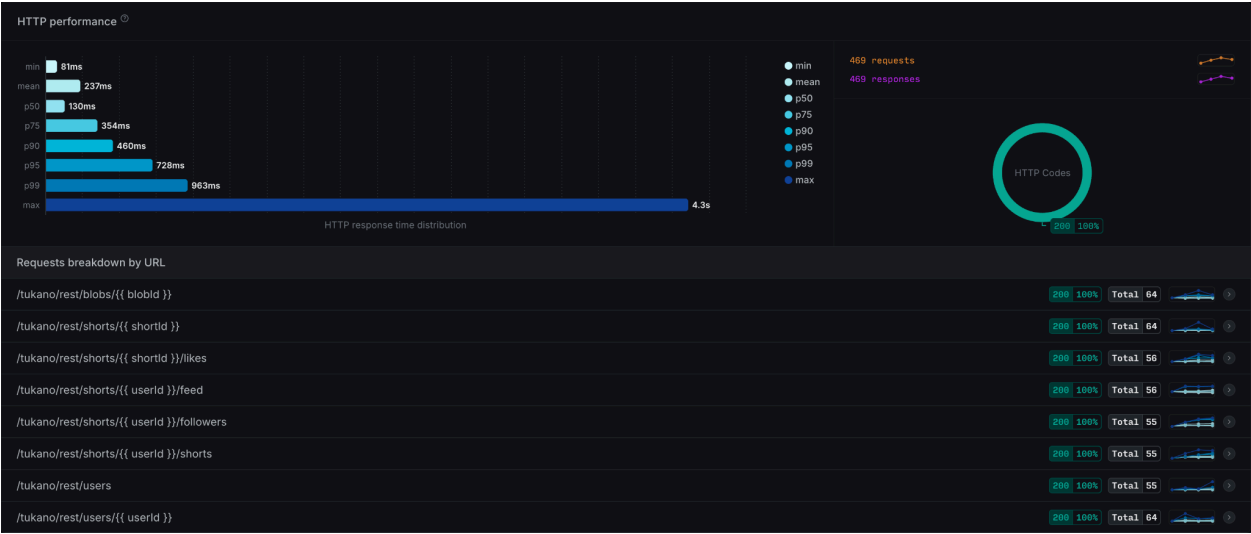 HTTP performance ?
min 81ms
mean 237ms
p50 130ms
p75 354ms
p90 460ms
p95 728ms
p99 963ms
max 4.3s
HTTP response time distribution
min
mean
p50
p75
p90
p95
p99
max
469 requests
469 responses
HTTP Codes
200 100%
Requests breakdown by URL
/tukano/rest/blobs/{{ blobId }} 200 100% Total 64
/tukano/rest/shorts/{{ shortId }} 200 100% Total 64
/tukano/rest/shorts/{{ shortId }}/likes 200 100% Total 56
/tukano/rest/shorts/{{ userId }}/feed 200 100% Total 56
/tukano/rest/shorts/{{ userId }}/followers 200 100% Total 55
/tukano/rest/shorts/{{ userId }}/shorts 200 100% Total 55
/tukano/rest/users 200 100% Total 55
/tukano/rest/users/{{ userId }} 200 100% Total 64